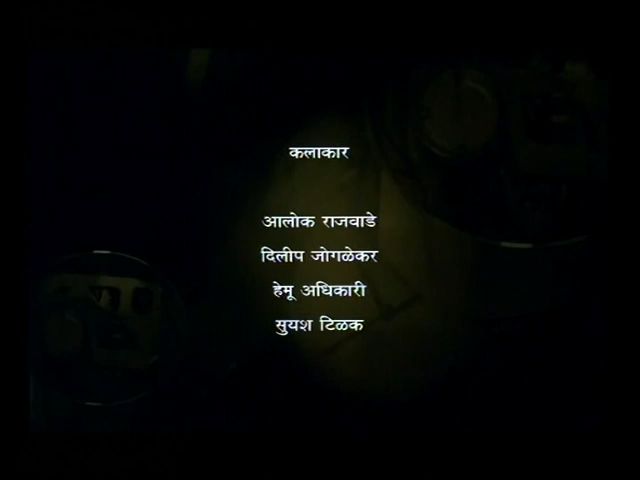 कलाकार
आलोक राजवाडे
दिलीप जोगळेकर
हेमू अधिकारी
सुयश टिळक